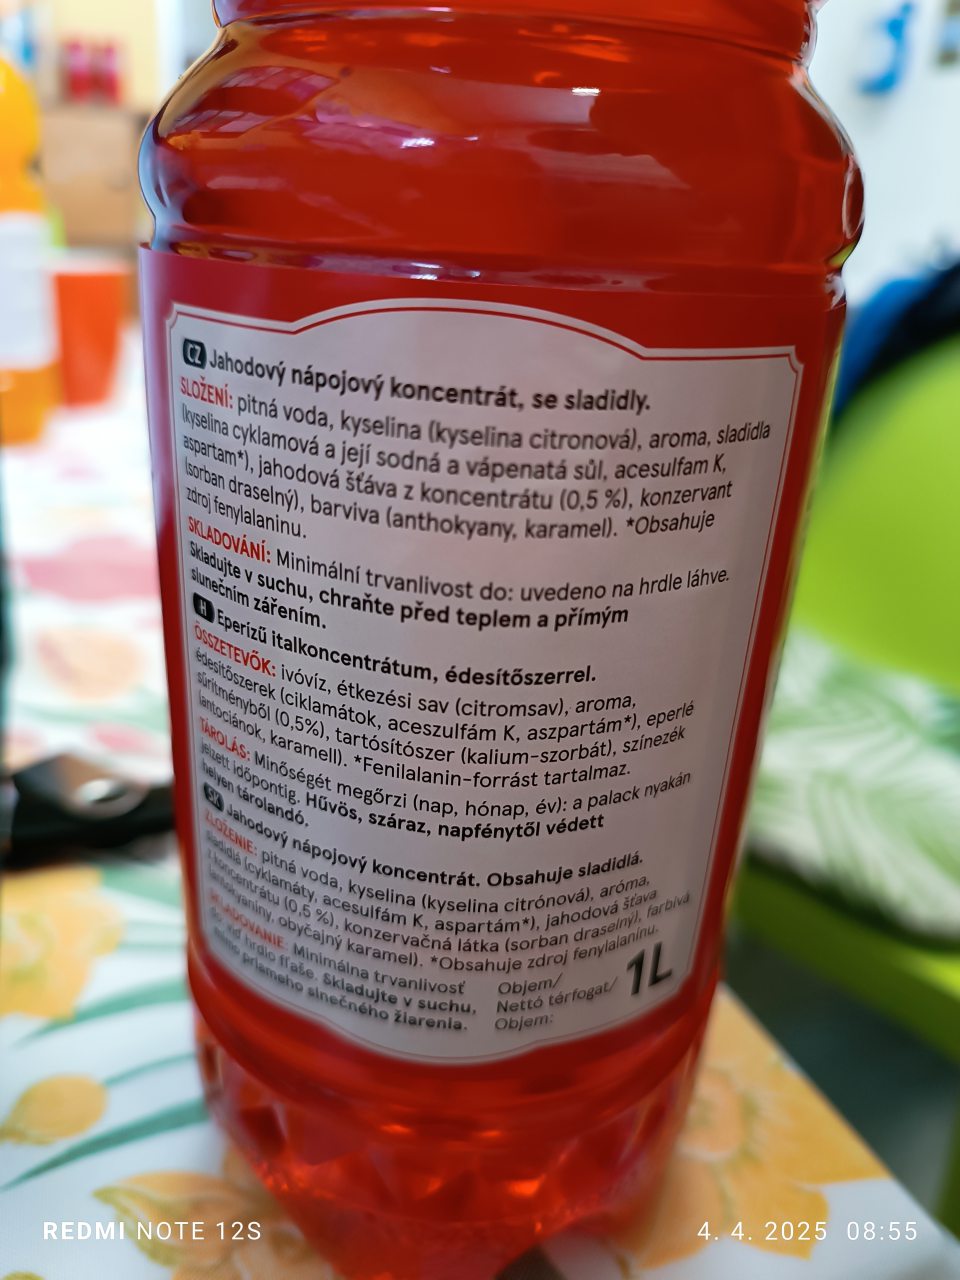 CZ Jahodový nápojový koncentrát, se sladidly.
SLOŽENÍ: pitná voda, kyselina (kyselina citronová), aroma, sladidla
(kyselina cyklamová a její sodná a vápenatá sůl, acesulfam K,
aspartam*), jahodová šťáva z koncentrátu (0,5 %), konzervant
(sorban draselný), barviva (anthokyany, karamel). *Obsahuje
zdroj fenylalaninu.
SKLADOVÁNÍ: Minimální trvanlivost do: uvedeno na hrdle láhve.
Skladujte v suchu, chraňte před teplem a přímým
slunečním zářením.
H Eperízű italkoncentrátum, édesítőszerrel.
ÖSSZETEVŐK: ivóvíz, étkezési sav (citromsav), aroma,
édesítőszerek (ciklamátok, aceszulfám K, aszpartám*), eperlé
sűrítményből (0,5%), tartósítószer (kalium-szorbát), színezék
(antociánok, karamell). *Fenilalanin-forrást tartalmaz.
TÁROLÁS: Minőségét megőrzi (nap, hónap, év): a palack nyakán
jelzett időpontig. Hűvös, száraz, napfénytől védett
helyen tárolandó.
SK Jahodový nápojový koncentrát. Obsahuje sladidlá.
ZLOŽENIE: pitná voda, kyselina (kyselina citrónová), aróma,
sladidlá (cyklamáty, acesulfám K, aspartám*), jahodová šťava
z koncentrátu (0,5 %), konzervačná látka (sorban draselný), farbivá
(antokyaníny, obyčajný karamel). *Obsahuje zdroj fenylalanínu.
SKLADOVANIE: Minimálna trvanlivosť
hrdlo fľaše. Skladujte v suchu,
mimo priameho slnečného žiarenia.
Objem/
Nettó térfogat/
Objem:
1L
REDMI NOTE 12S
4. 4. 2025 08:55